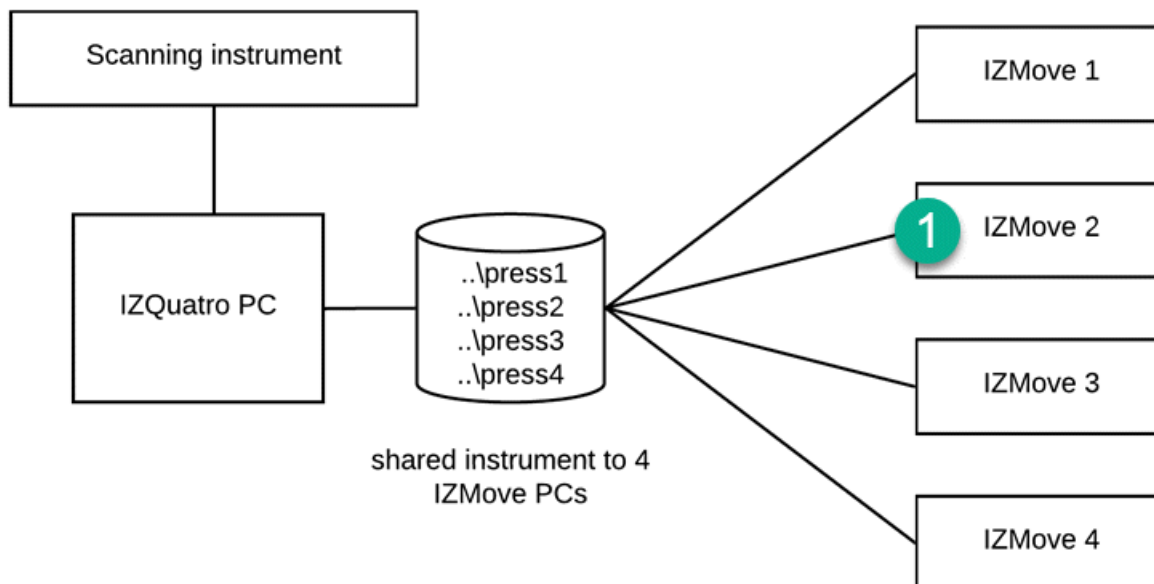 Scanning instrument
IZQuatro PC
..\press1
..\press2
..\press3
..\press4
shared instrument to 4
IZMove PCs
IZMove 1
1
IZMove 2
IZMove 3
IZMove 4